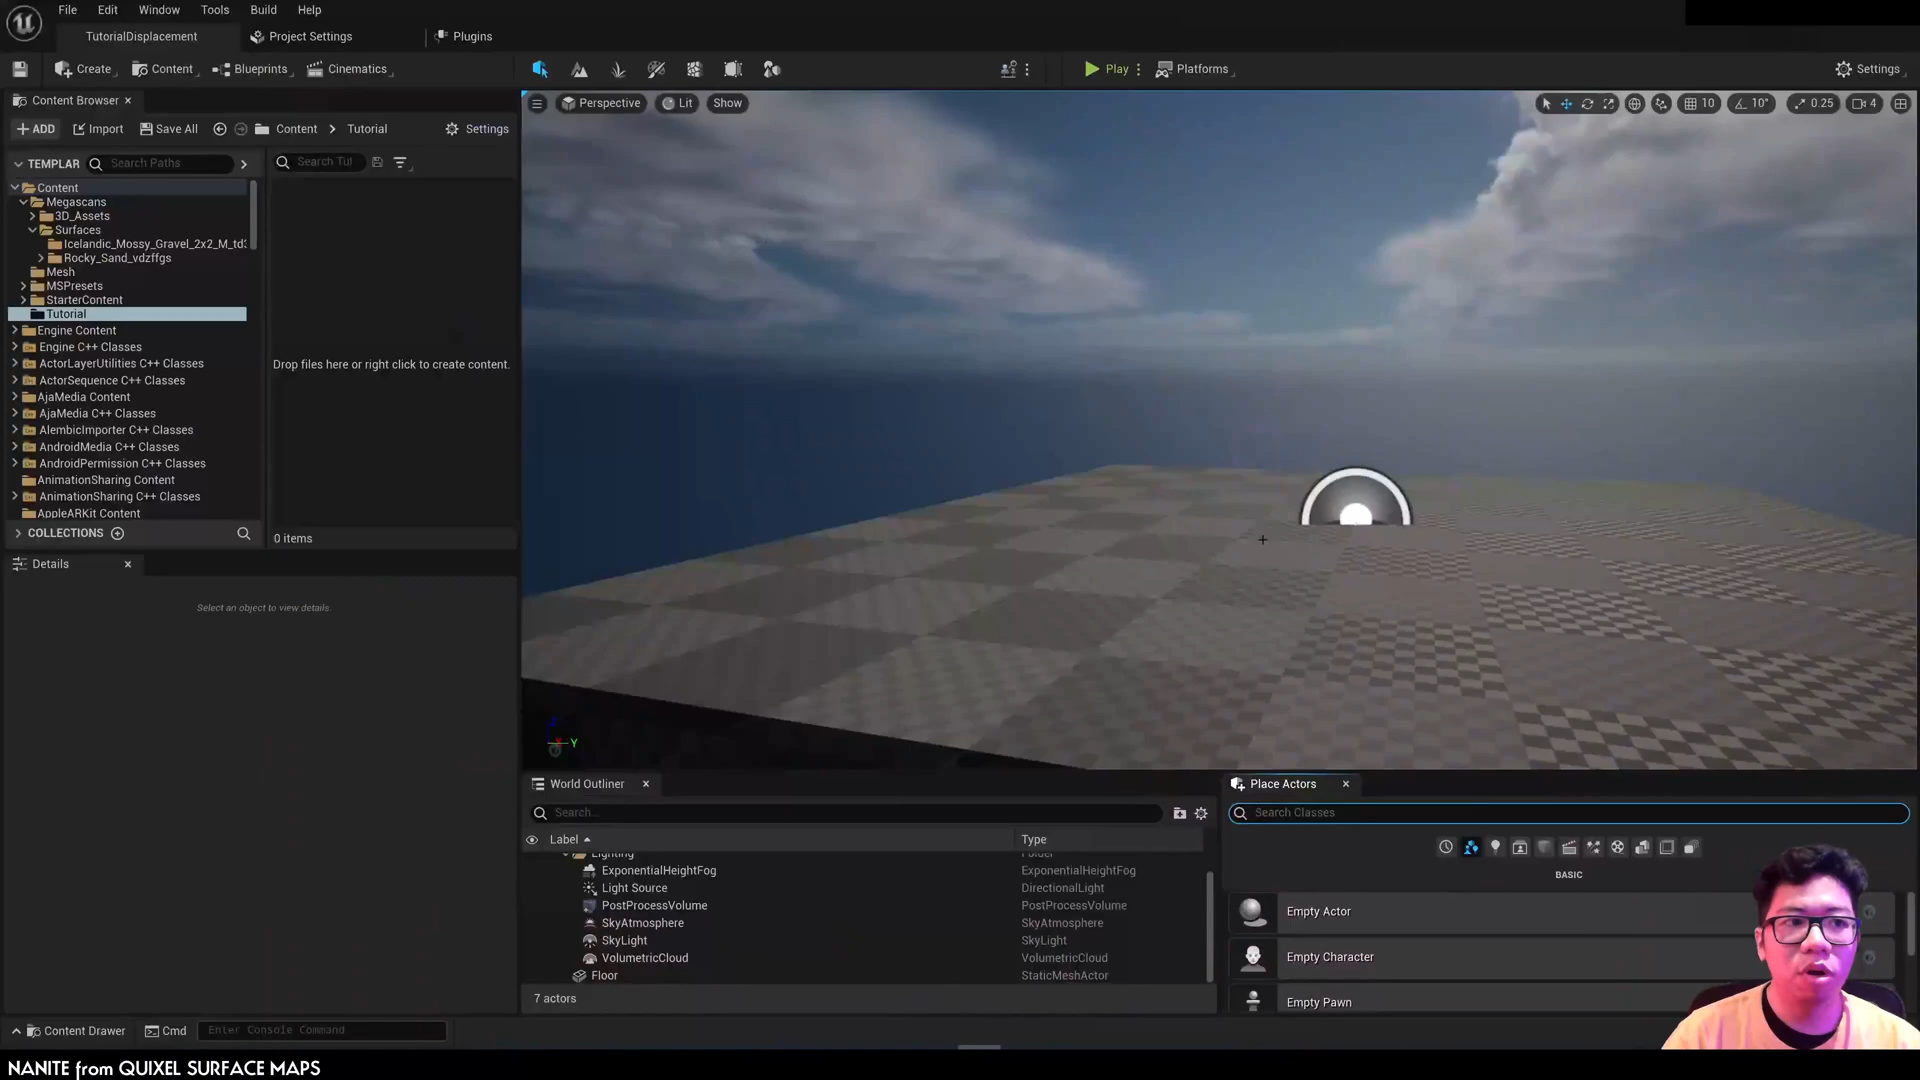 File Edit Window Tools Build Help
TutorialDisplacement Project Settings Plugins
Create Content Blueprints Cinematics Play Platforms Settings
Content Browser
Perspective Lit Show 10 10° 0.25 4
ADD Import Save All Content Tutorial Settings
TEMPLAR Search Paths Search Tut
Content
Megascans
3D_Assets
Surfaces
Icelandic_Mossy_Gravel_2x2_M_td3
Rocky_Sand_vdzffgs
Mesh
MSPresets
StarterContent
Tutorial
Engine Content
Engine C++ Classes
ActorLayerUtilities C++ Classes
ActorSequence C++ Classes
AjaMedia Content
AjaMedia C++ Classes
AlembicImporter C++ Classes
AndroidMedia C++ Classes
AndroidPermission C++ Classes
AnimationSharing Content
AnimationSharing C++ Classes
AppleARKit Content
Drop files here or right click to create content.
COLLECTIONS
0 items
Details
Select an object to view details.
Z
Y
World Outliner
Search...
Label Type
Lighting Folder
ExponentialHeightFog ExponentialHeightFog
Light Source DirectionalLight
PostProcessVolume PostProcessVolume
SkyAtmosphere SkyAtmosphere
SkyLight SkyLight
VolumetricCloud VolumetricCloud
Floor StaticMeshActor
7 actors
Place Actors
Search Classes
BASIC
Empty Actor
Empty Character
Empty Pawn
Content Drawer Cmd Enter Console Command
NANITE from QUIXEL SURFACE MAPS